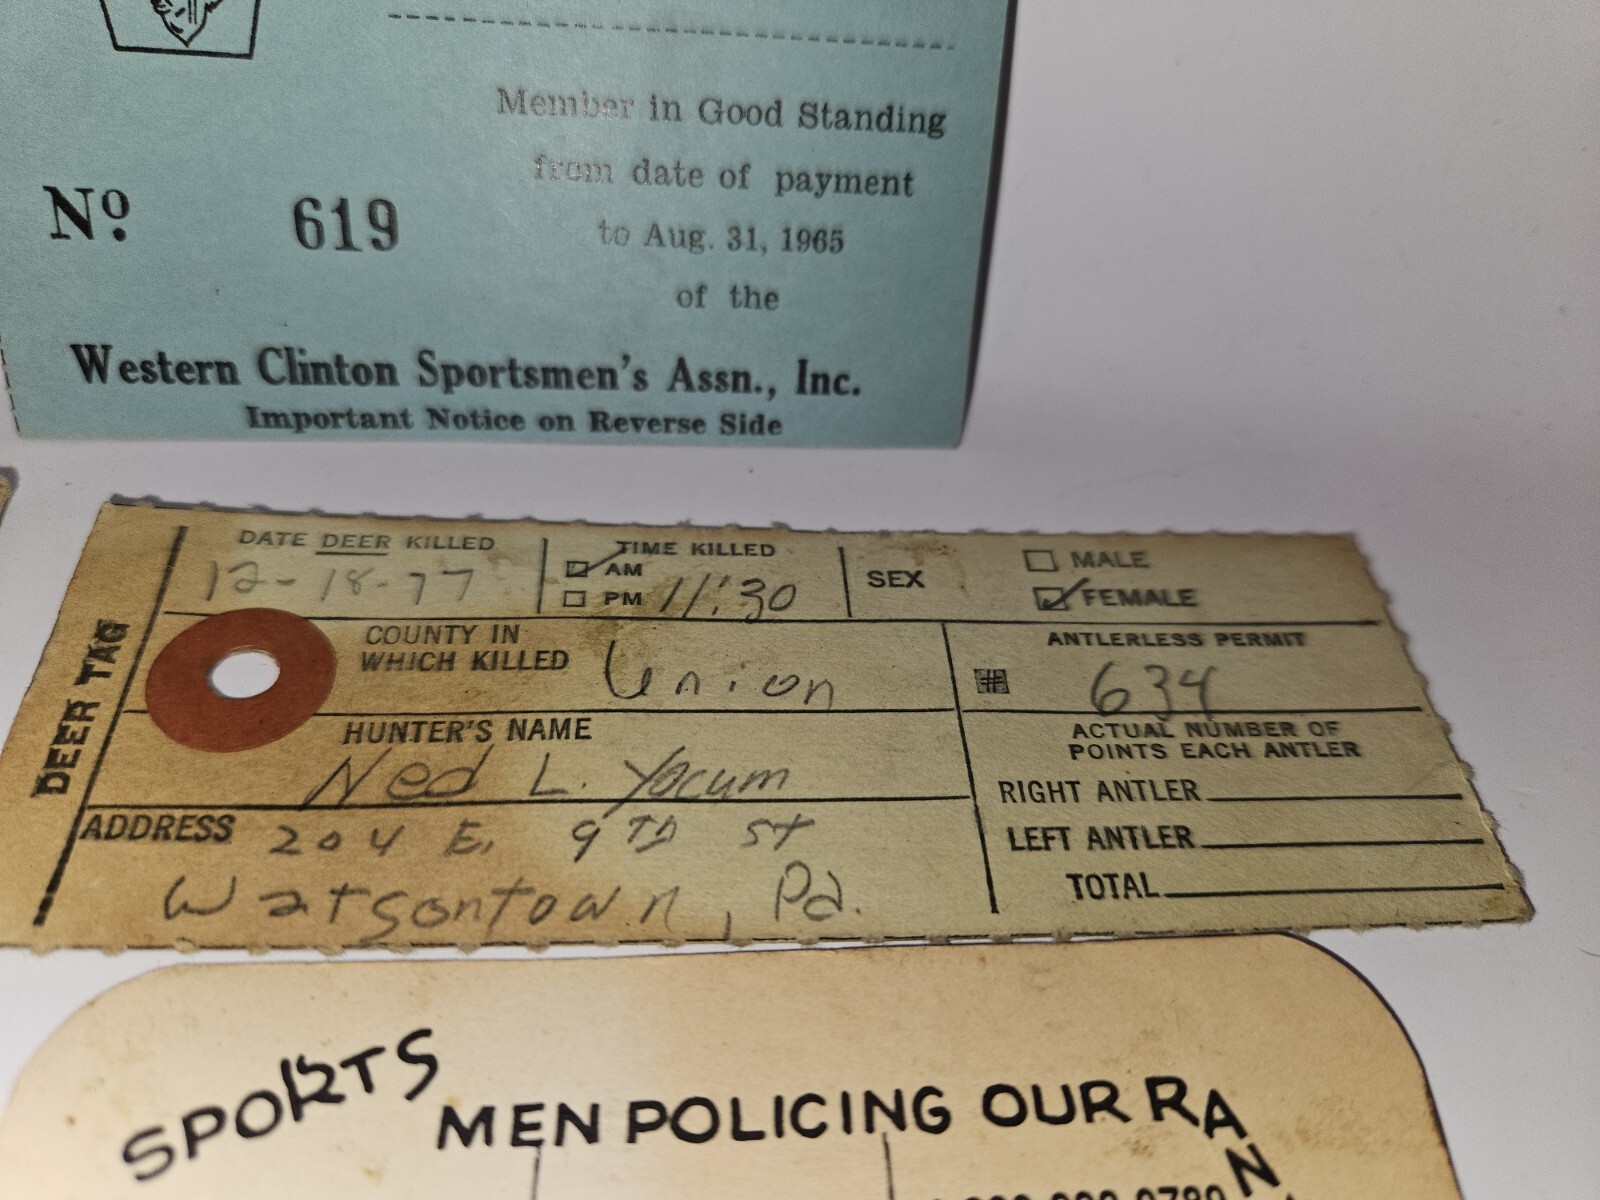 Member in Good Standing
from date of payment
to Aug. 31, 1965
of the
Nº. 619
Western Clinton Sportsmen's Assn., Inc.
Important Notice on Reverse Side
DEER TAG
DATE DEER KILLED
12-18-77
TIME KILLED
AM
PM 11:30
SEX
MALE
FEMALE
COUNTY IN
WHICH KILLED Union
ANTLERLESS PERMIT
# 634
HUNTER'S NAME
Ned L. Yocum
ACTUAL NUMBER OF
POINTS EACH ANTLER
RIGHT ANTLER
LEFT ANTLER
TOTAL
ADDRESS 204 E. 9TH St
Watsontown, Pa.
SPORTSMEN POLICING OUR RAN